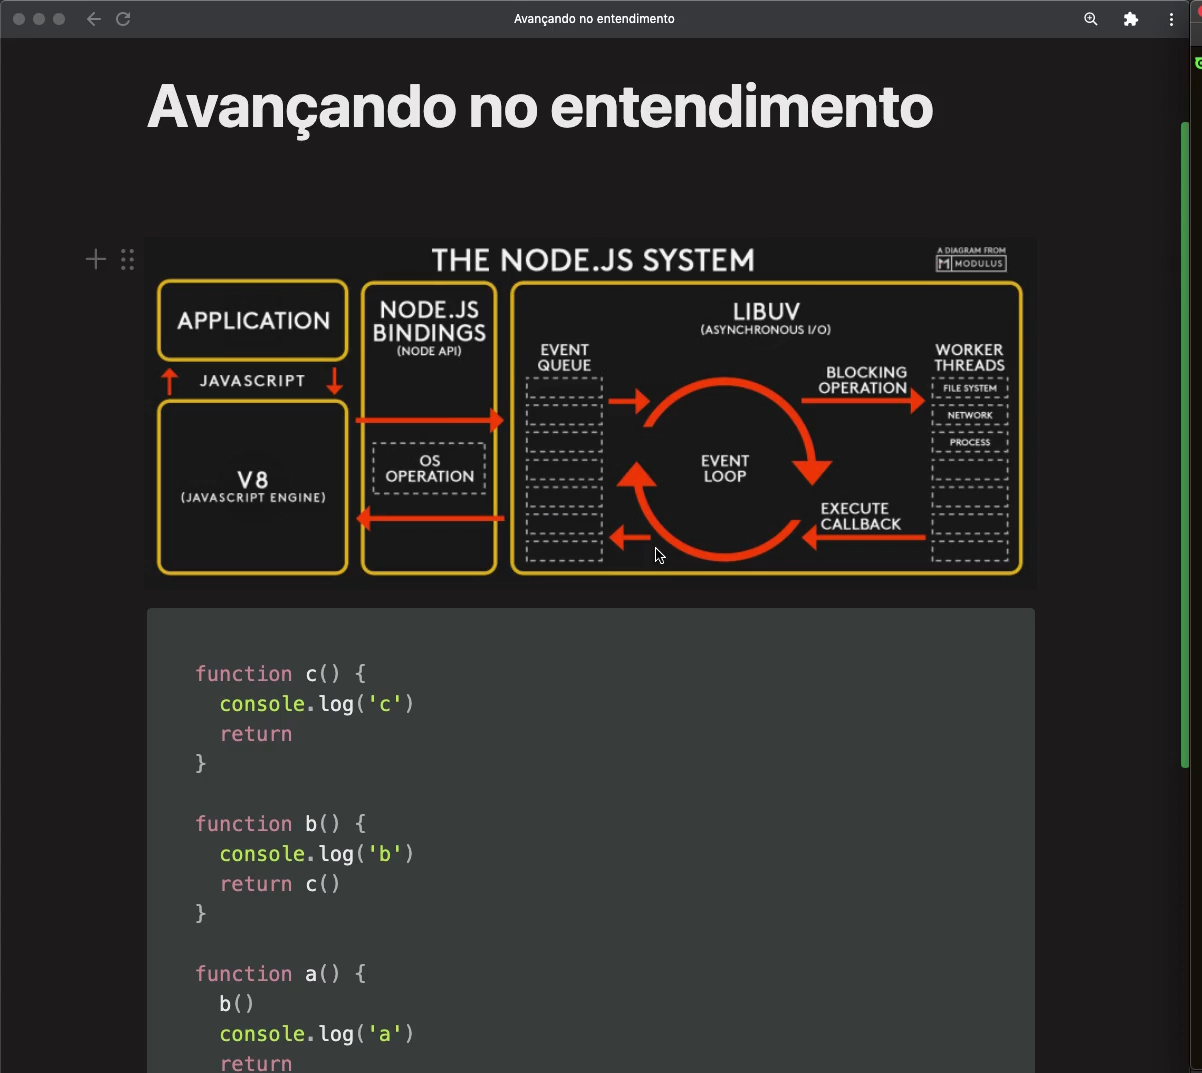 Avançando no entendimento
Avançando no entendimento
THE NODE.JS SYSTEM
A DIAGRAM FROM
MODULUS
APPLICATION
JAVASCRIPT
V8
(JAVASCRIPT ENGINE)
NODE.JS
BINDINGS
(NODE API)
OS
OPERATION
LIBUV
(ASYNCHRONOUS I/O)
EVENT
QUEUE
EVENT
LOOP
BLOCKING
OPERATION
EXECUTE
CALLBACK
WORKER
THREADS
FILE SYSTEM
NETWORK
PROCESS
function c() {
  console.log('c')
  return
}
function b() {
  console.log('b')
  return c()
}
function a() {
  b()
  console.log('a')
  return